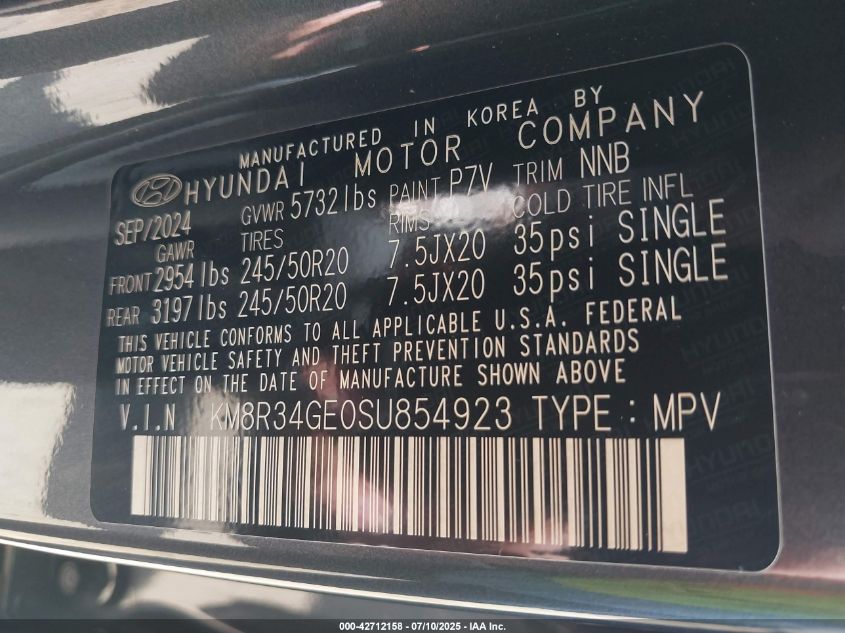 MANUFACTURED IN KOREA BY
HYUNDAI MOTOR COMPANY
SEP/2024 GVWR 5732lbs PAINT P7V TRIM NNB
GAWR TIRES RIMS COLD TIRE INFL
FRONT 2954lbs 245/50R20 7.5JX20 35psi SINGLE
REAR 3197lbs 245/50R20 7.5JX20 35psi SINGLE
THIS VEHICLE CONFORMS TO ALL APPLICABLE U.S.A. FEDERAL
MOTOR VEHICLE SAFETY AND THEFT PREVENTION STANDARDS
IN EFFECT ON THE DATE OF MANUFACTURE SHOWN ABOVE
V.I.N KM8R34GE0SU854923 TYPE : MPV
000-42712158 - 07/10/2025 - IAA Inc.